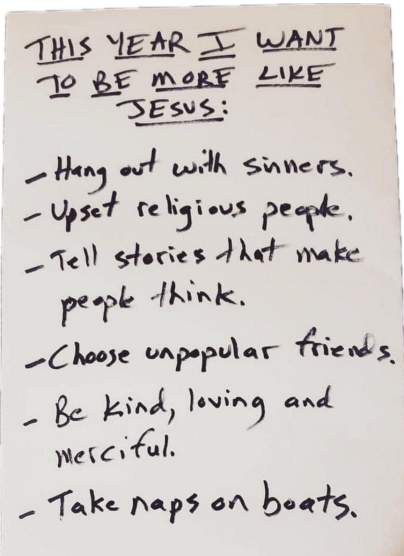 THIS YEAR I WANT
TO BE MORE LIKE
JESUS:
- Hang out with sinners.
- Upset religious people.
- Tell stories that make
people think.
- Choose unpopular friends.
- Be kind, loving and
merciful.
- Take naps on boats.